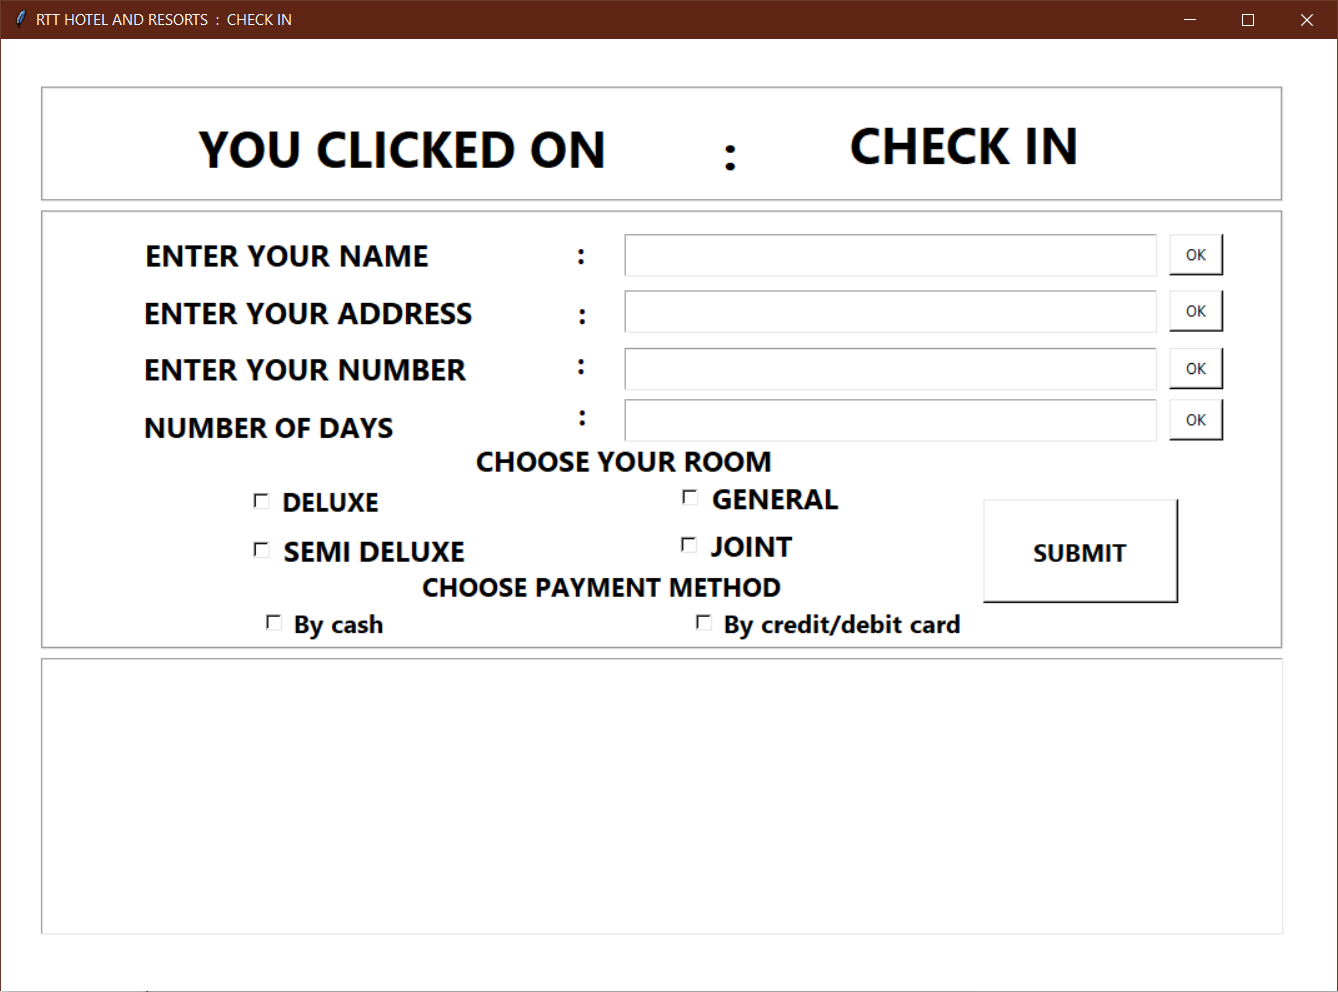 RTT HOTEL AND RESORTS : CHECK IN
YOU CLICKED ON : CHECK IN
ENTER YOUR NAME : OK
ENTER YOUR ADDRESS : OK
ENTER YOUR NUMBER : OK
NUMBER OF DAYS : OK
CHOOSE YOUR ROOM
DELUXE GENERAL
SEMI DELUXE JOINT
SUBMIT
CHOOSE PAYMENT METHOD
By cash By credit/debit card